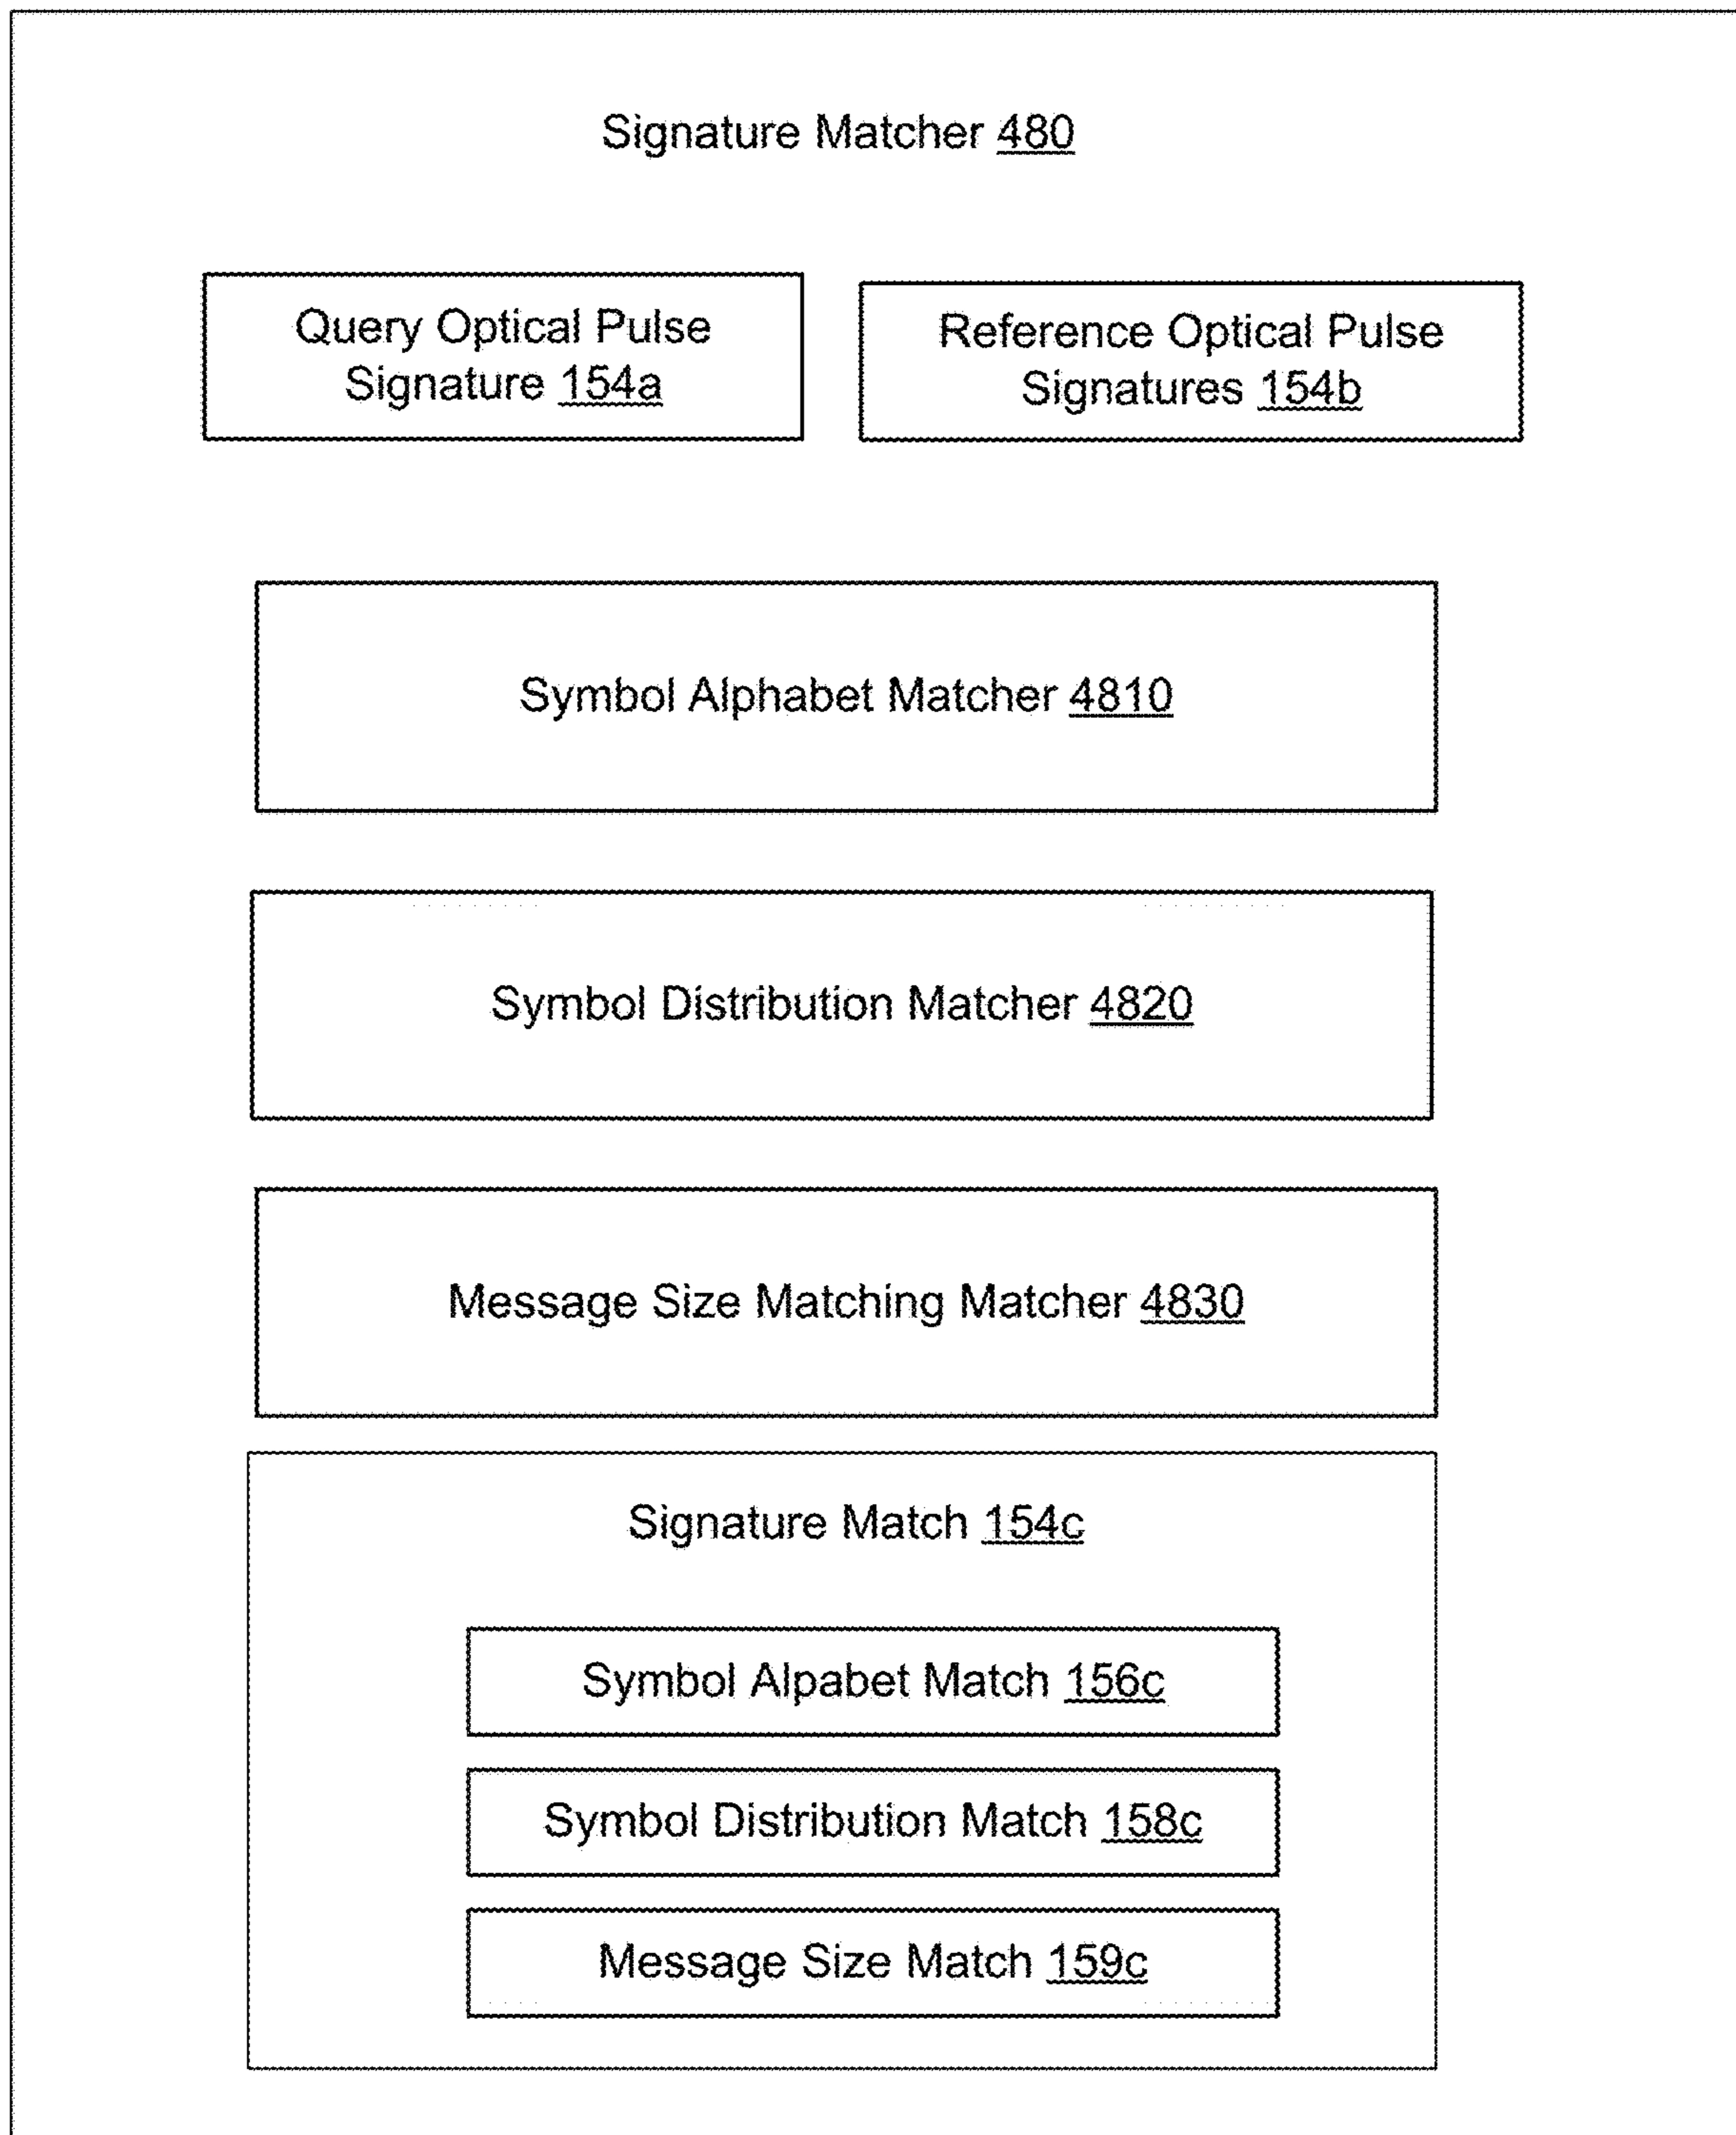 Signature Matcher 480
Query Optical Pulse
Signature 154a
Reference Optical Pulse
Signatures 154b
Symbol Alphabet Matcher 4810
Symbol Distribution Matcher 4820
Message Size Matching Matcher 4830
Signature Match 154c
Symbol Alpabet Match 156c
Symbol Distribution Match 158c
Message Size Match 159c